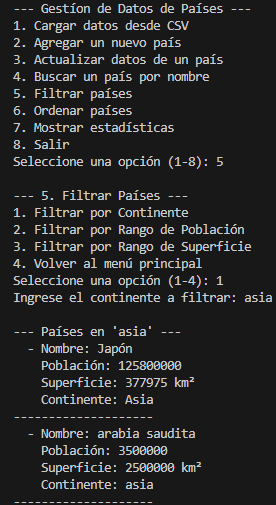 --- Gestíon de Datos de Países ---
1. Cargar datos desde CSV
2. Agregar un nuevo país
3. Actualizar datos de un país
4. Buscar un país por nombre
5. Filtrar países
6. Ordenar países
7. Mostrar estadísticas
8. Salir
Seleccione una opción (1-8): 5

--- 5. Filtrar Países ---
1. Filtrar por Continente
2. Filtrar por Rango de Población
3. Filtrar por Rango de Superficie
4. Volver al menú principal
Seleccione una opción (1-4): 1
Ingrese el continente a filtrar: asia

--- Países en 'asia' ---
  - Nombre: Japón
    Población: 125800000
    Superficie: 377975 km²
    Continente: Asia
--------------------
  - Nombre: arabia saudita
    Población: 3500000
    Superficie: 2500000 km²
    Continente: asia
--------------------